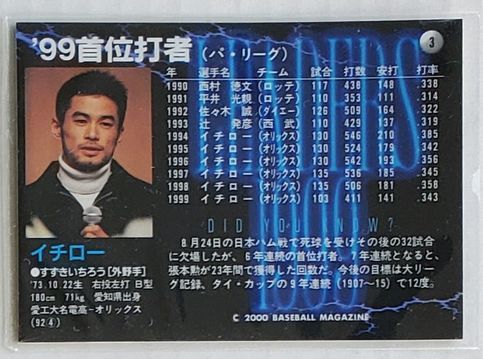 '99首位打者（パ・リーグ） 3
年 選手名 チーム 試合 打数 安打 打率
1990 西村 徳文（ロッテ） 117 438 148 .338
1991 平井 光親（ロッテ） 110 353 111 .314
1992 佐々木 誠（ダイエー） 126 509 164 .322
1993 辻 発彦（西 武） 110 429 137 .319
1994 イチロー（オリックス） 130 546 210 .385
1995 イチロー（オリックス） 130 524 179 .342
1996 イチロー（オリックス） 130 542 193 .356
1997 イチロー（オリックス） 135 536 185 .345
1998 イチロー（オリックス） 135 506 181 .358
1999 イチロー（オリックス） 103 411 141 .343
DID YOU KNOW?
8月24日の日本ハム戦で死球を受けその後の32試合
に欠場したが、6年連続の首位打者。7年連続となると、
張本勲が23年間で獲得した回数だ。今後の目標は大リー
グ記録、タイ・カップの9年連続（1907〜15）で12度。
イチロー
●すずきいちろう［外野手］
'73.10.22生 右投左打 B型
180cm 71kg 愛知県出身
愛工大名電高-オリックス
（92④）
C 2000 BASEBALL MAGAZINE